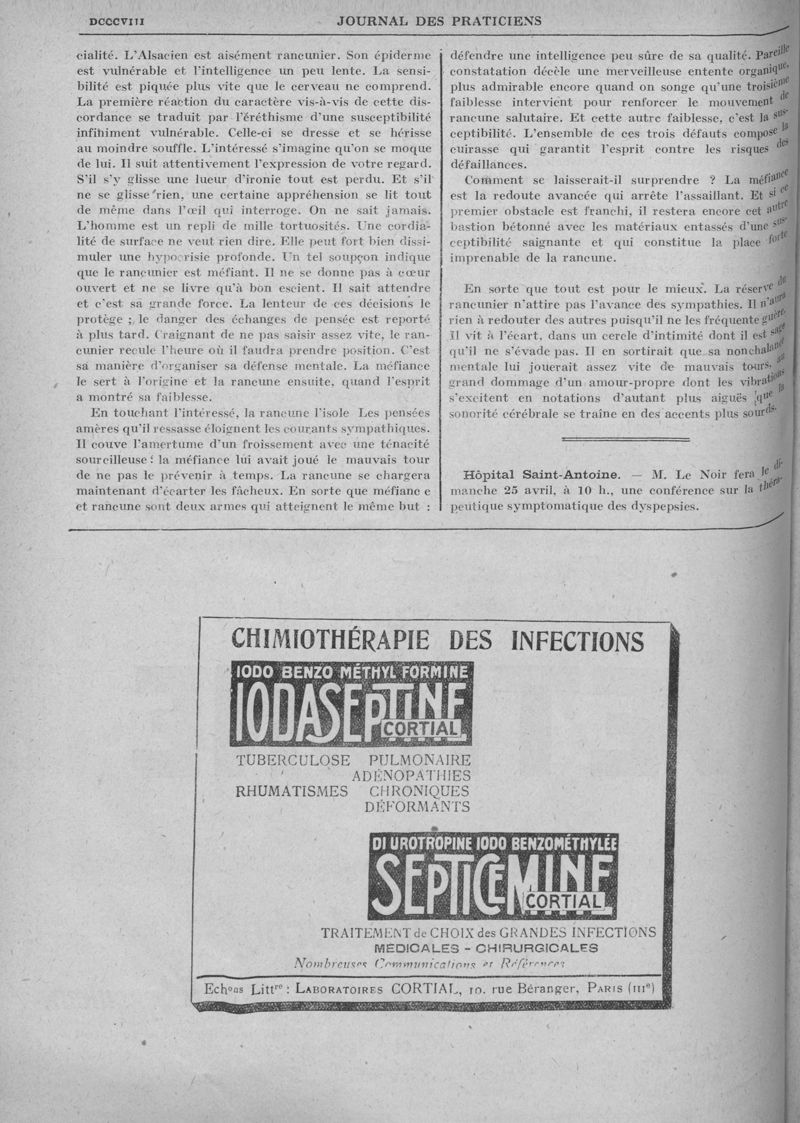 DCCCVIII
JOURNAL DES PRATICIENS
cialité. L'Alsacien est aisément rancunier. Son épiderme
est vulnérable et l'intelligence un peu lente. La sensi-
bilité est piquée plus vite que le cerveau ne comprend.
La première réaction du caractère vis-à-vis de cette dis-
cordance se traduit par l'éréthisme d'une susceptibilité
infiniment vulnérable. Celle-ci se dresse et se hérisse
au moindre souffle. L'intéressé s'imagine qu'on se moque
de lui. Il suit attentivement l'expression de votre regard.
S'il s'y glisse une lueur d'ironie tout est perdu. Et s'il
ne se glisse rien, une certaine appréhension se lit tout
de même dans l'œil qui interroge. On ne sait jamais.
L'homme est un repli de mille tortuosités. Une cordia-
lité de surface ne veut rien dire. Elle peut fort bien dissi-
muler une hypocrisie profonde. Un tel soupçon indique
que le rancunier est méfiant. Il ne se donne pas à cœur
ouvert et ne se livre qu'à bon escient. Il sait attendre
et c'est sa grande force. La lenteur de ces décisions le
protège ; le danger des échanges de pensée est reporté
à plus tard. Craignant de ne pas saisir assez vite, le ran-
cunier recule l'heure où il faudra prendre position. C'est
sa manière d'organiser sa défense mentale. La méfiance
le sert à l'origine et la rancune ensuite, quand l'esprit
a montré sa faiblesse.
En touchant l'intéressé, la rancune l'isole Les pensées
amères qu'il ressasse éloignent les courants sympathiques.
Il couve l'amertume d'un froissement avec une ténacité
sourcilleuse : la méfiance lui avait joué le mauvais tour
de ne pas le prévenir à temps. La rancune se chargera
maintenant d'écarter les fâcheux. En sorte que méfianc e
et rancune sont deux armes qui atteignent le même but :
défendre une intelligence peu sûre de sa qualité. Pareille
constatation décèle une merveilleuse entente organique,
plus admirable encore quand on songe qu'une troisième
faiblesse intervient pour renforcer le mouvement de
rancune salutaire. Et cette autre faiblesse, c'est la sus-
ceptibilité. L'ensemble de ces trois défauts compose la
cuirasse qui garantit l'esprit contre les risques des
défaillances.
Comment se laisserait-il surprendre ? La méfiance
est la redoute avancée qui arrête l'assaillant. Et si ce
premier obstacle est franchi, il restera encore cet autre
bastion bétonné avec les matériaux entassés d'une sus-
ceptibilité saignante et qui constitue la place forte
imprenable de la rancune.
En sorte que tout est pour le mieux. La réserve du
rancunier n'attire pas l'avance des sympathies. Il n'aura
rien à redouter des autres puisqu'il ne les fréquente guère.
Il vit à l'écart, dans un cercle d'intimité dont il est sage
qu'il ne s'évade pas. Il en sortirait que sa nonchalance
mentale lui jouerait assez vite de mauvais tours, au
grand dommage d'un amour-propre dont les vibrations
s'excitent en notations d'autant plus aiguës que la
sonorité cérébrale se traîne en des accents plus sourds.
Hôpital Saint-Antoine. — M. Le Noir fera le di-
manche 25 avril, à 10 h., une conférence sur la théra-
peutique symptomatique des dyspepsies.
CHIMIOTHÉRAPIE DES INFECTIONS
IODO BENZO MÉTHYL FORMINE
IODASEPTINE
CORTIAL
TUBERCULOSE PULMONAIRE
ADÉNOPATHIES
RHUMATISMES CHRONIQUES
DÉFORMANTS
DI UROTROPINE IODO BENZOMÉTHYLÉE
SEPTICEMINE
CORTIAL
TRAITEMENT de CHOIX des GRANDES INFECTIONS
MÉDICALES - CHIRURGICALES
Nombreuses Communications et Références
Echons Littre : LABORATOIRES CORTIAL, 10. rue Béranger, PARIS (IIIe)